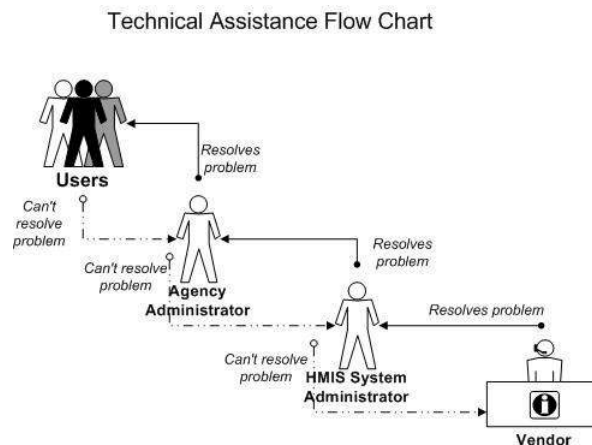 Technical Assistance Flow Chart
Resolves
problem
Users
Can't
resolve
problem
Resolves
problem
Can't resolve
problem
Agency
Administrator
Resolves problem
Can't resolve
problem
HMIS System
Administrator
i
Vendor